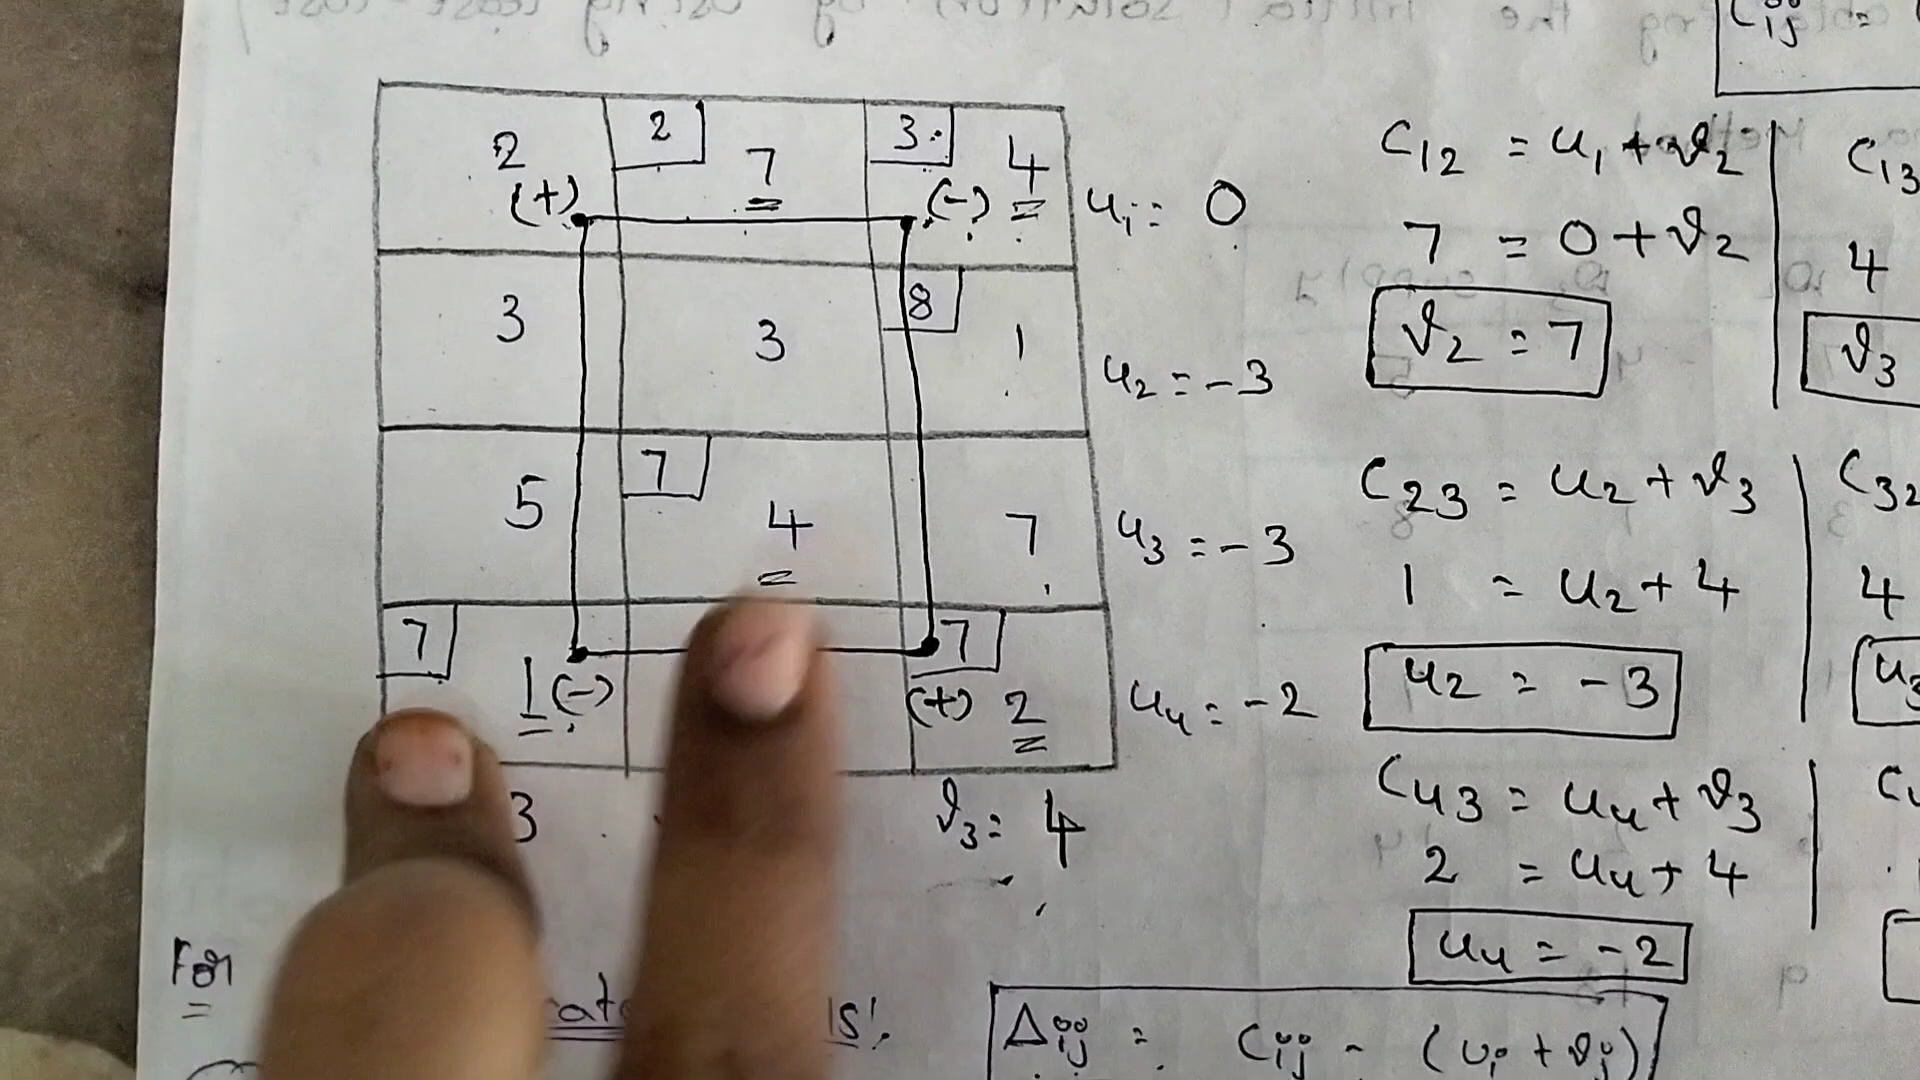 Cij =
2 2 7 3. 4
(+) (-) u1 = 0
3 3 8 1 u2 = -3
5 7 4 7 u3 = -3
7 1 (-) 7 (+) 2 u4 = -2
3 v3 = 4
C12 = u1 + v2
7 = 0 + v2
v2 = 7
C13
4
v3
C23 = u2 + v3
1 = u2 + 4
u2 = -3
C32
4
u3
C43 = u4 + v3
2 = u4 + 4
u4 = -2
For
Δij = Cij - (ui + vj)